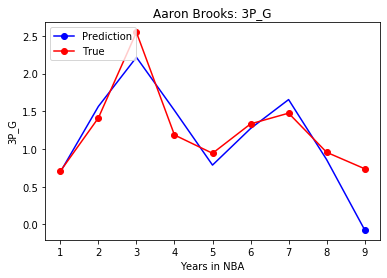 Aaron Brooks: 3P_G
Prediction
True
3P_G
2.5
2.0
1.5
1.0
0.5
0.0
1 2 3 4 5 6 7 8 9
Years in NBA